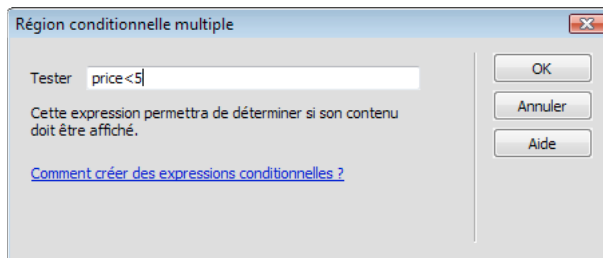 Région conditionnelle multiple
Tester price<5
Cette expression permettra de déterminer si son contenu
doit être affiché.
Comment créer des expressions conditionnelles ?
OK
Annuler
Aide